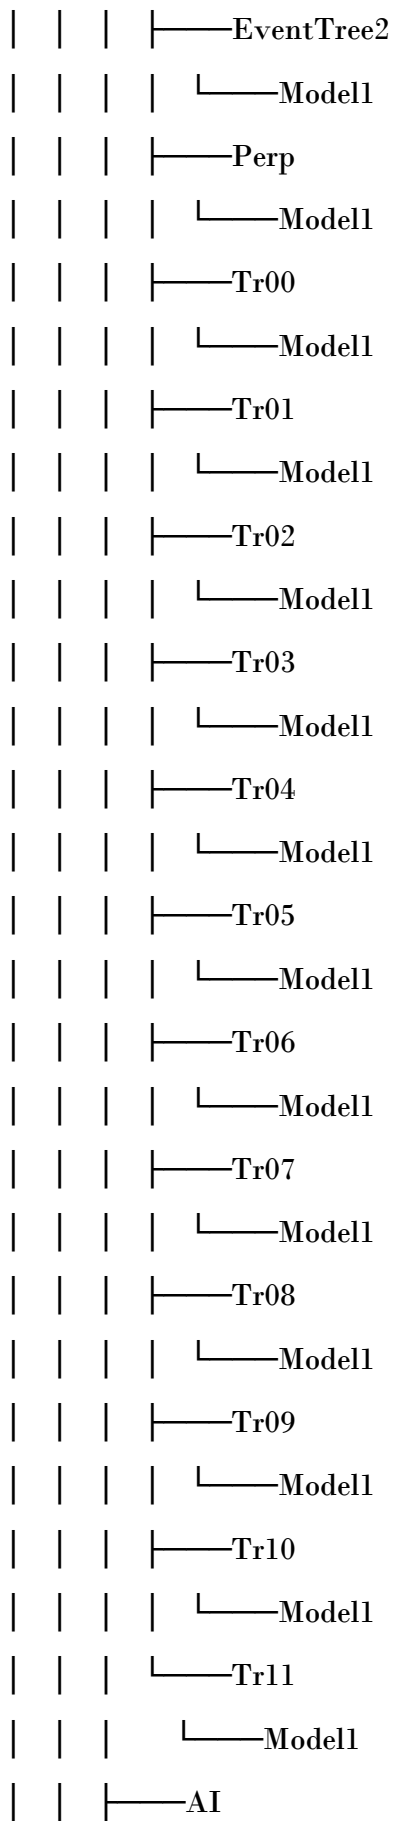 │ │ │ ├───EventTree2
│ │ │ │ └───Model1
│ │ │ ├───Perp
│ │ │ │ └───Model1
│ │ │ ├───Tr00
│ │ │ │ └───Model1
│ │ │ ├───Tr01
│ │ │ │ └───Model1
│ │ │ ├───Tr02
│ │ │ │ └───Model1
│ │ │ ├───Tr03
│ │ │ │ └───Model1
│ │ │ ├───Tr04
│ │ │ │ └───Model1
│ │ │ ├───Tr05
│ │ │ │ └───Model1
│ │ │ ├───Tr06
│ │ │ │ └───Model1
│ │ │ ├───Tr07
│ │ │ │ └───Model1
│ │ │ ├───Tr08
│ │ │ │ └───Model1
│ │ │ ├───Tr09
│ │ │ │ └───Model1
│ │ │ ├───Tr10
│ │ │ │ └───Model1
│ │ │ └───Tr11
│ │ │   └───Model1
│ │ ├───AI